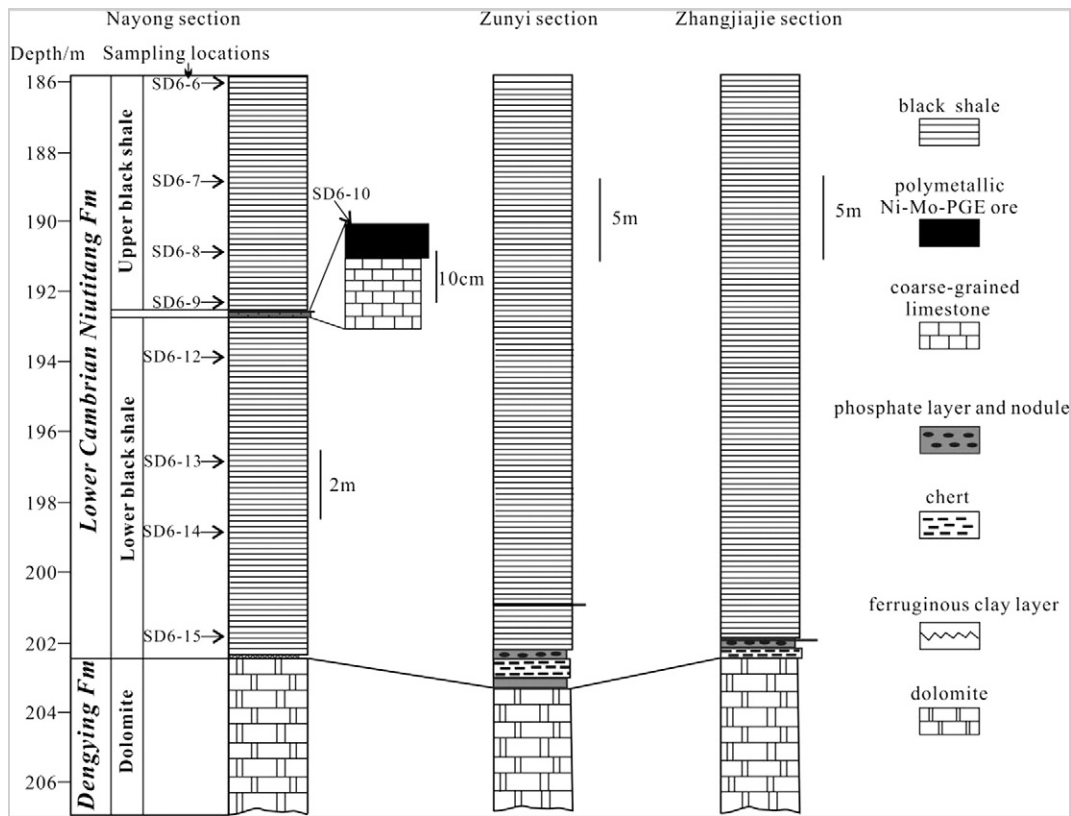 Nayong section
Zunyi section
Zhangjiajie section
Depth/m
Sampling locations
186
188
190
192
194
196
198
200
202
204
206
Lower Cambrian Niutitang Fm
Dengying Fm
Upper black shale
Lower black shale
Dolomite
SD6-6
SD6-7
SD6-8
SD6-9
SD6-10
SD6-12
SD6-13
SD6-14
SD6-15
10cm
2m
5m
5m
black shale
polymetallic
Ni-Mo-PGE ore
coarse-grained
limestone
phosphate layer and nodule
chert
ferruginous clay layer
dolomite